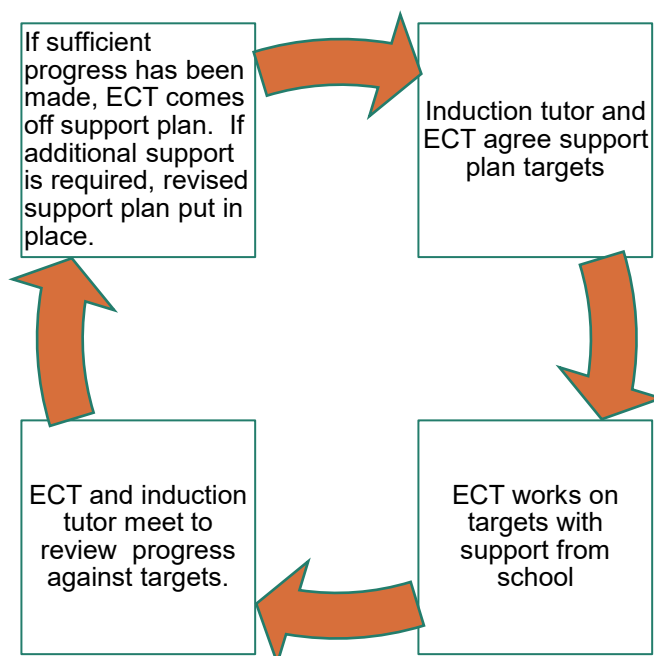 If sufficient
progress has been
made, ECT comes
off support plan.  If
additional support
is required, revised
support plan put in
place.
Induction tutor and
ECT agree support
plan targets
ECT works on
targets with
support from
school
ECT and induction
tutor meet to
review  progress
against targets.